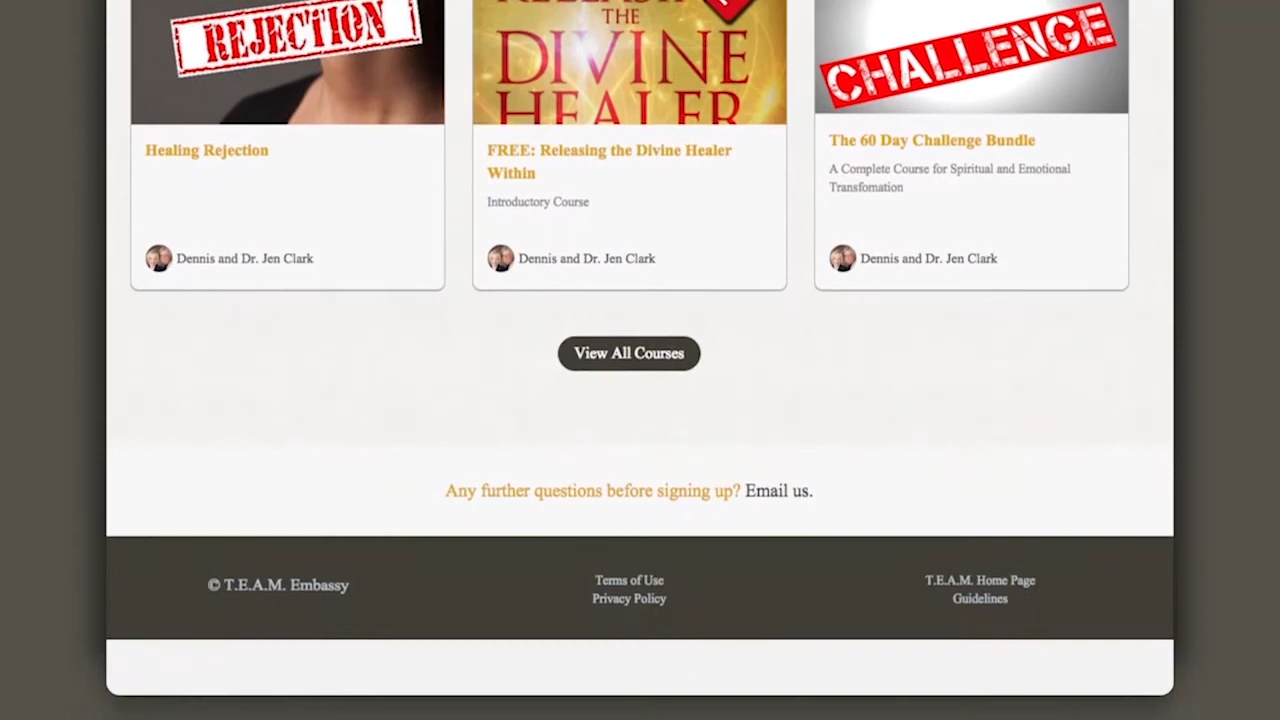 REJECTION
THE
DIVINE
HEALER
CHALLENGE
Healing Rejection
FREE: Releasing the Divine Healer
Within
Introductory Course
The 60 Day Challenge Bundle
A Complete Course for Spiritual and Emotional
Transfomation
Dennis and Dr. Jen Clark
Dennis and Dr. Jen Clark
Dennis and Dr. Jen Clark
View All Courses
Any further questions before signing up? Email us.
© T.E.A.M. Embassy
Terms of Use
Privacy Policy
T.E.A.M. Home Page
Guidelines